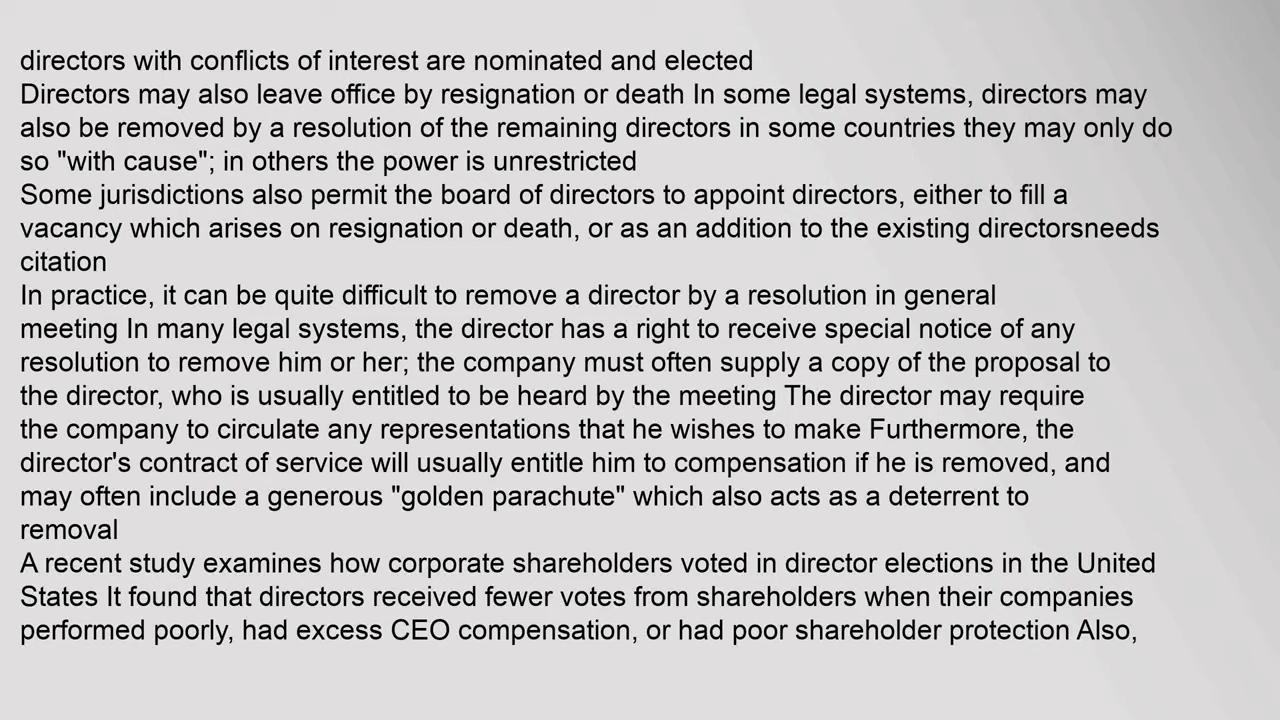 directors with conflicts of interest are nominated and elected
Directors may also leave office by resignation or death In some legal systems, directors may
also be removed by a resolution of the remaining directors in some countries they may only do
so "with cause"; in others the power is unrestricted
Some jurisdictions also permit the board of directors to appoint directors, either to fill a
vacancy which arises on resignation or death, or as an addition to the existing directorsneeds
citation
In practice, it can be quite difficult to remove a director by a resolution in general
meeting In many legal systems, the director has a right to receive special notice of any
resolution to remove him or her; the company must often supply a copy of the proposal to
the director, who is usually entitled to be heard by the meeting The director may require
the company to circulate any representations that he wishes to make Furthermore, the
director's contract of service will usually entitle him to compensation if he is removed, and
may often include a generous "golden parachute" which also acts as a deterrent to
removal
A recent study examines how corporate shareholders voted in director elections in the United
States It found that directors received fewer votes from shareholders when their companies
performed poorly, had excess CEO compensation, or had poor shareholder protection Also,